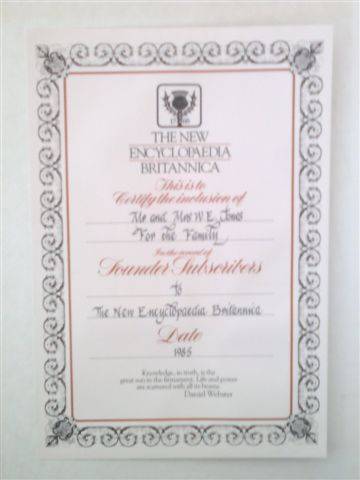 THE NEW
ENCYCLOPAEDIA
BRITANNICA
This is to
Certify the inclusion of
Mr and Mrs W.E. Jones
"For the Family"
In the record of
Founder Subscribers
to
The New Encyclopaedia Britannica
Date
1985
Knowledge, in truth, is the
great sun in the firmament. Life and power
are scattered with all its beams.
Daniel Webster